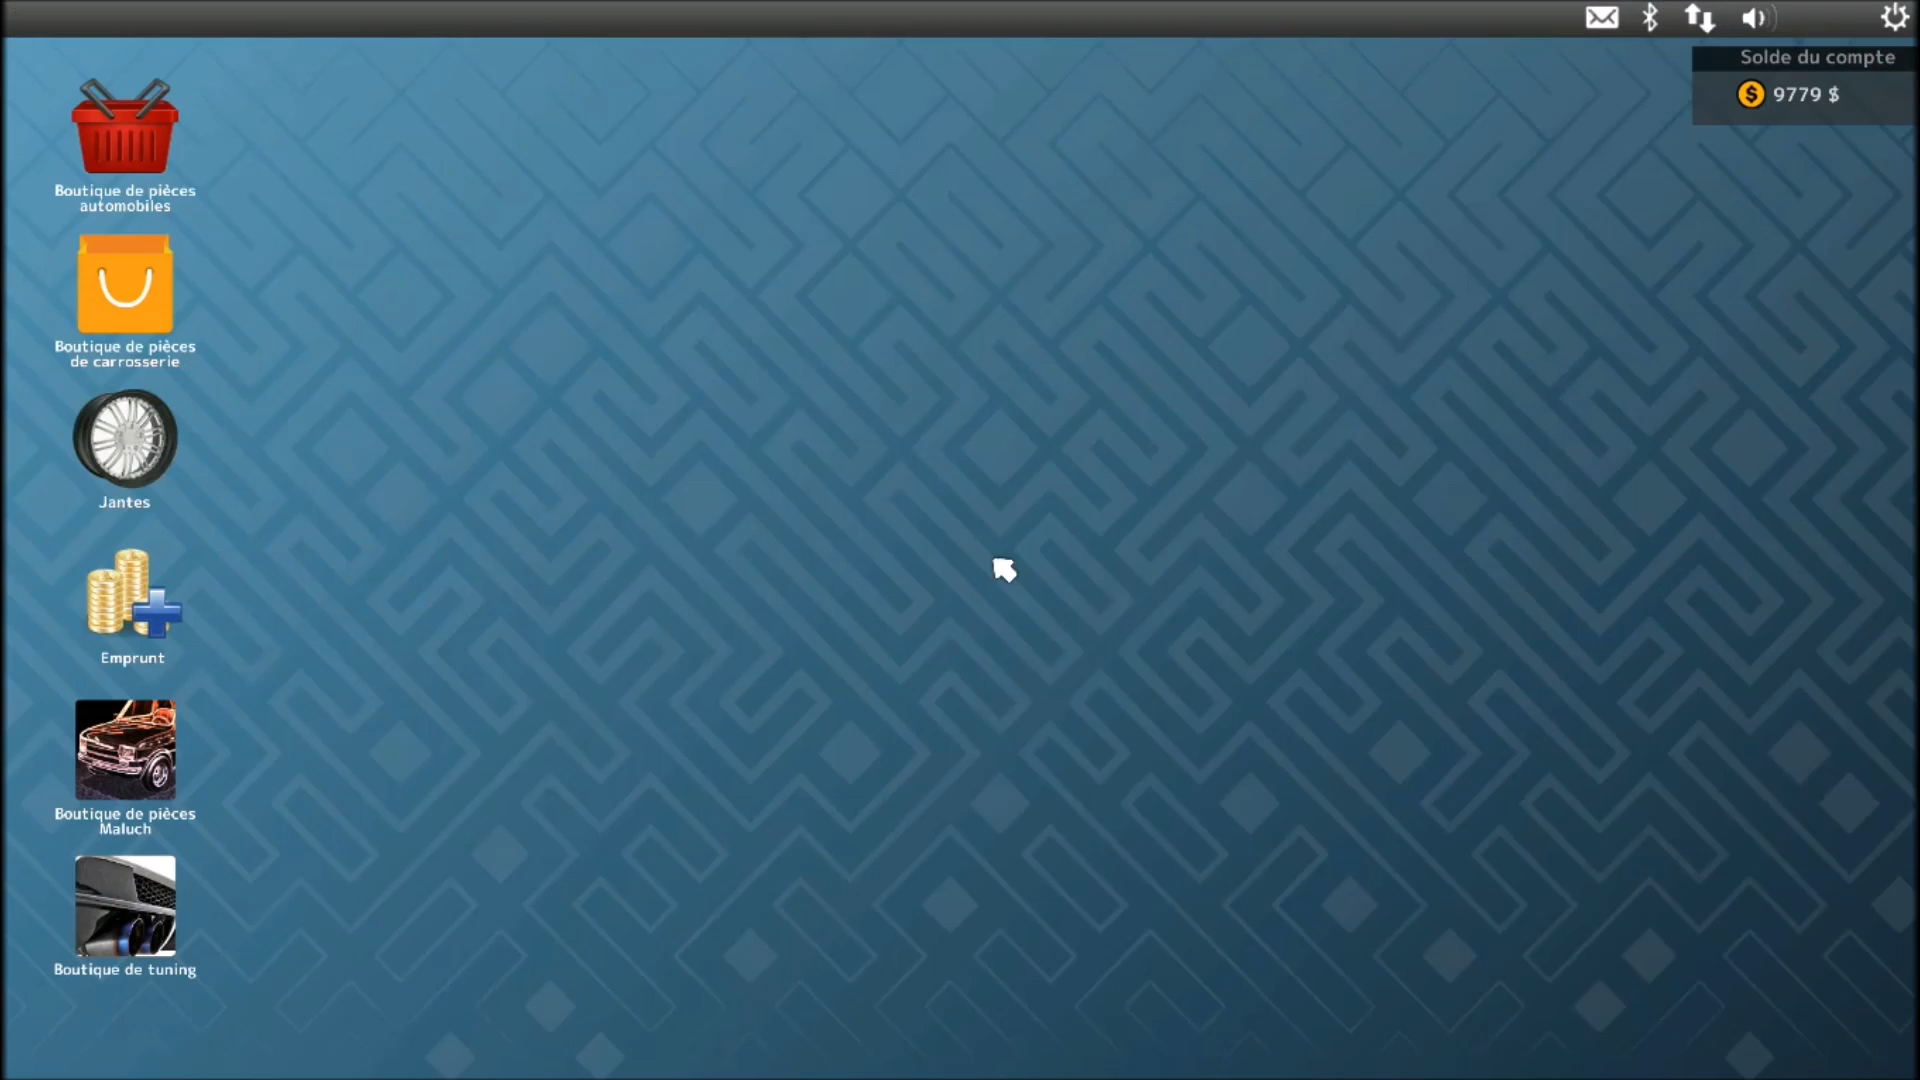 Solde du compte
9779 $
Boutique de pièces
automobiles
Boutique de pièces
de carrosserie
Jantes
Emprunt
Boutique de pièces
Maluch
Boutique de tuning